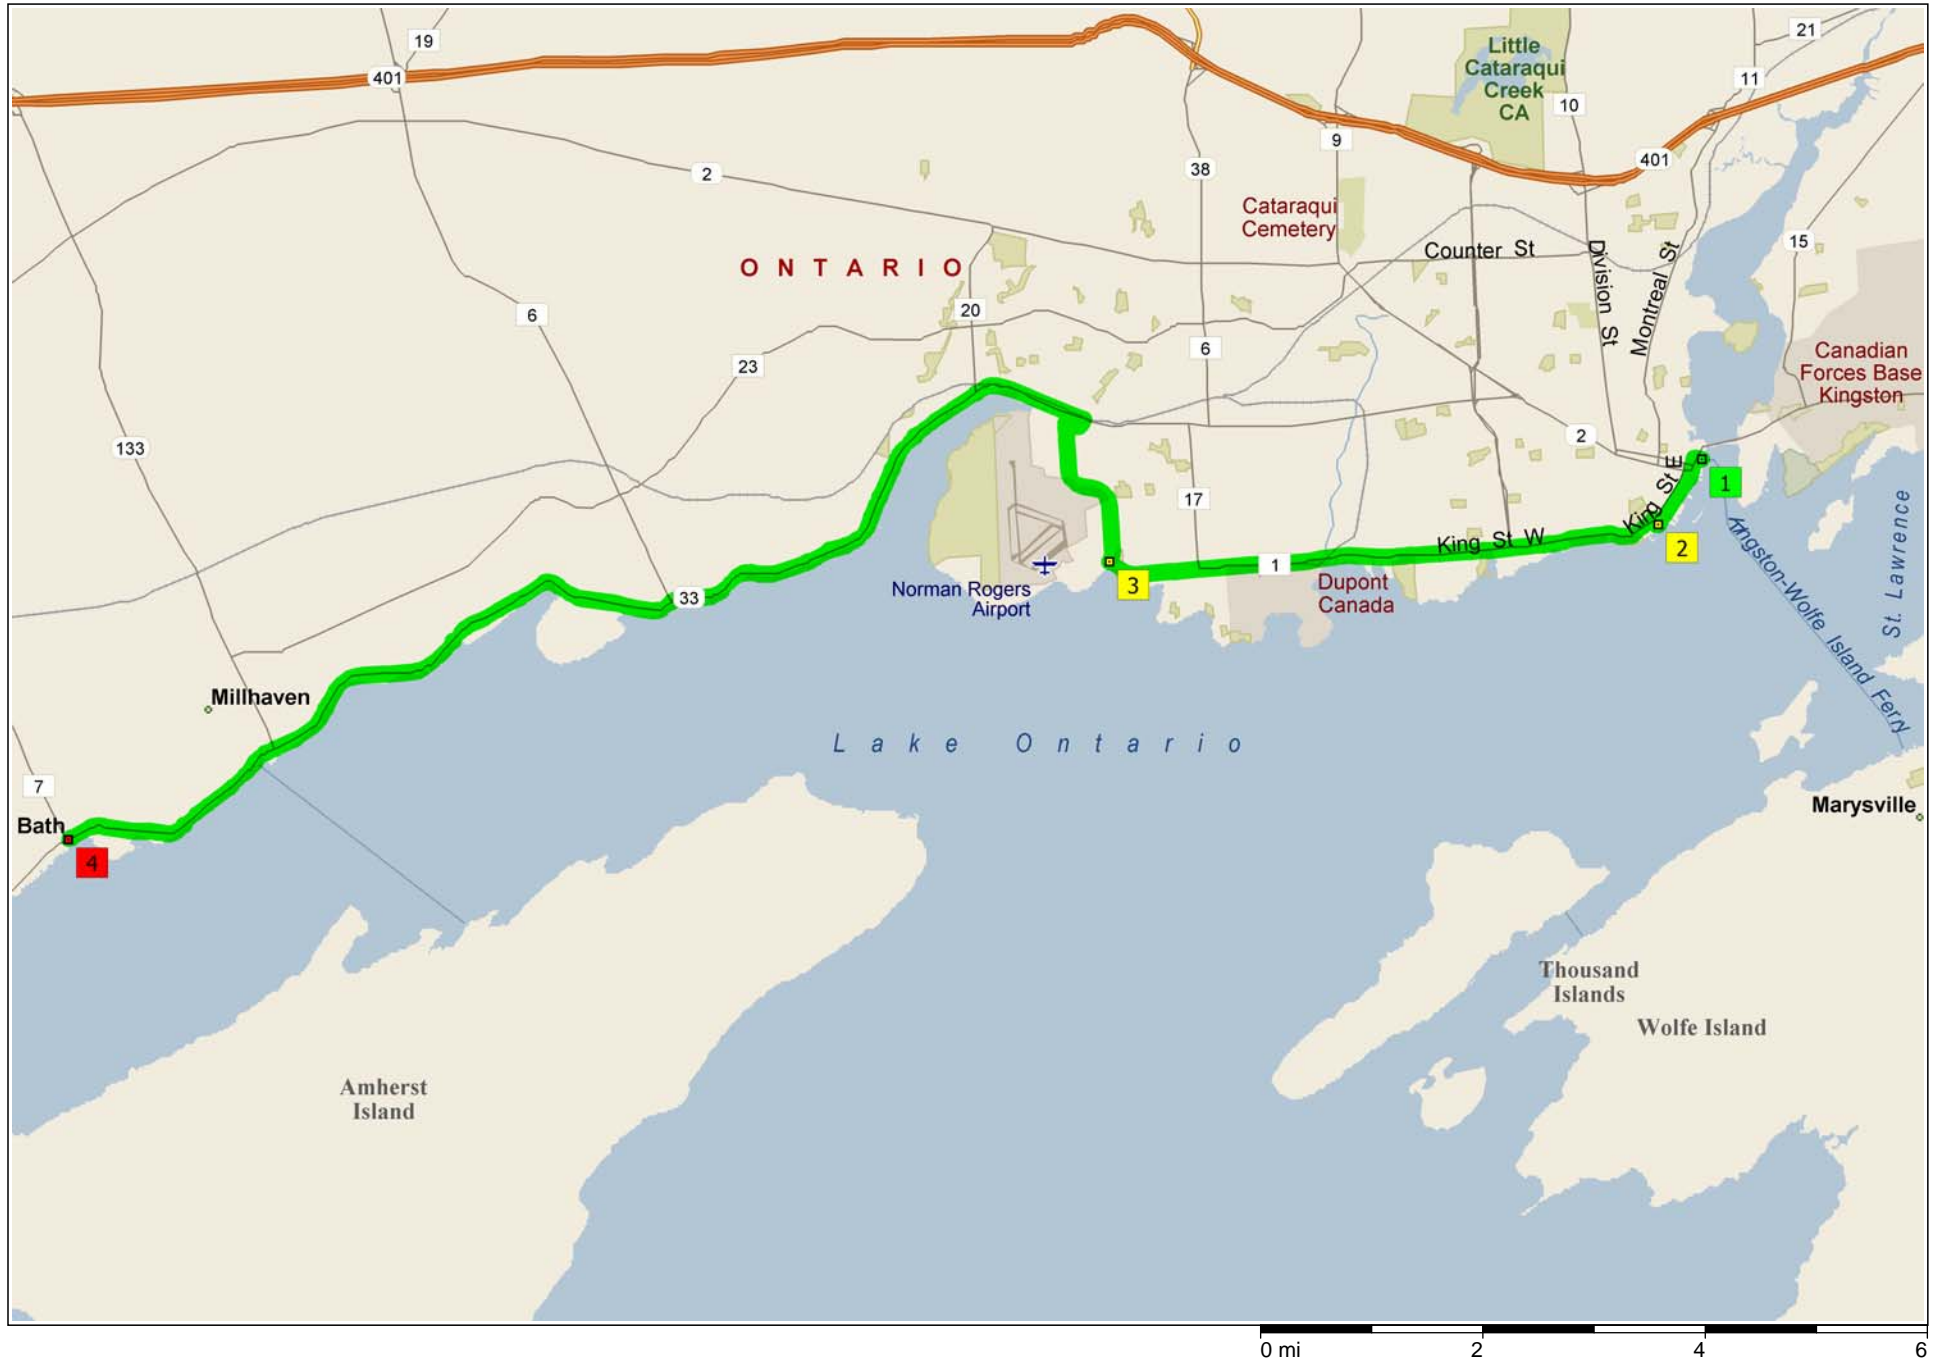 19
21
401
Little
Cataraqui
Creek
CA
11
10
9
401
2
38
Cataraqui
Cemetery
15
Counter St
Division St
Montreal St
ONTARIO
20
6
23
6
Canadian
Forces Base
Kingston
133
2
King St E
1
17
St. Lawrence
King St W
2
Kingston-Wolfe Island Ferry
1
3
Dupont
Canada
Norman Rogers
Airport
33
Millhaven
Lake Ontario
7
Marysville
Bath
4
Thousand
Islands
Wolfe Island
Amherst
Island
0 mi 2 4 6